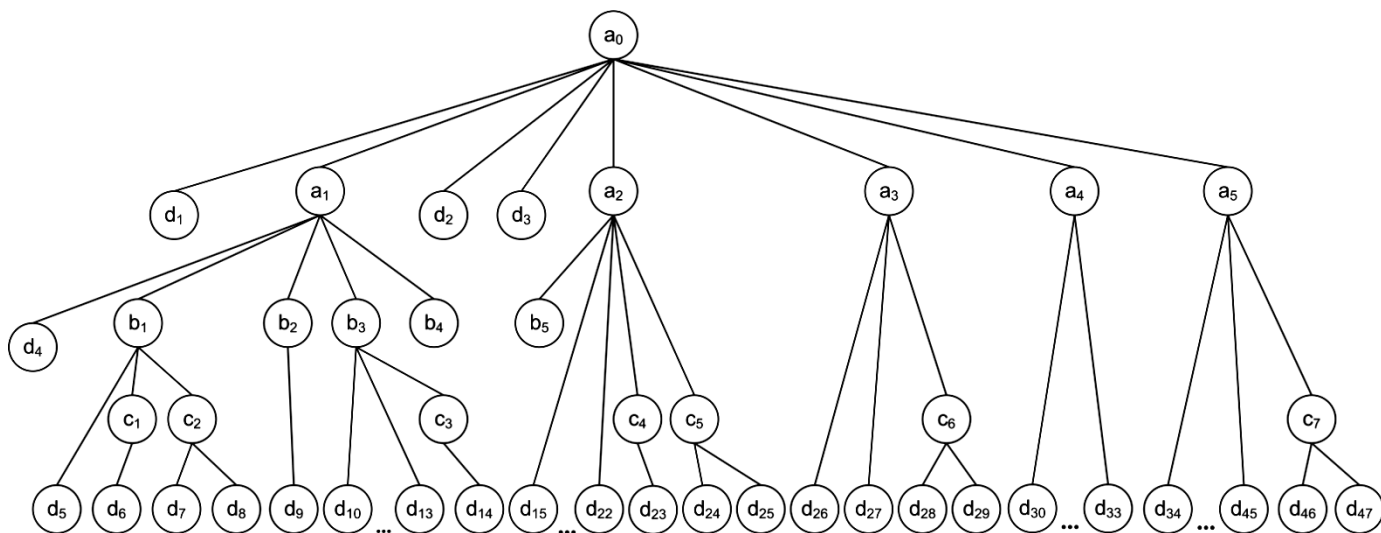 a₀
d₁ a₁ d₂ d₃ a₂ a₃ a₄ a₅
d₄ b₁ b₂ b₃ b₄ b₅
c₁ c₂ c₃ c₄ c₅ c₆ c₇
d₅ d₆ d₇ d₈ d₉ d₁₀ ... d₁₃ d₁₄ d₁₅ ... d₂₂ d₂₃ d₂₄ d₂₅ d₂₆ d₂₇ d₂₈ d₂₉ d₃₀ ... d₃₃ d₃₄ ... d₄₅ d₄₆ d₄₇